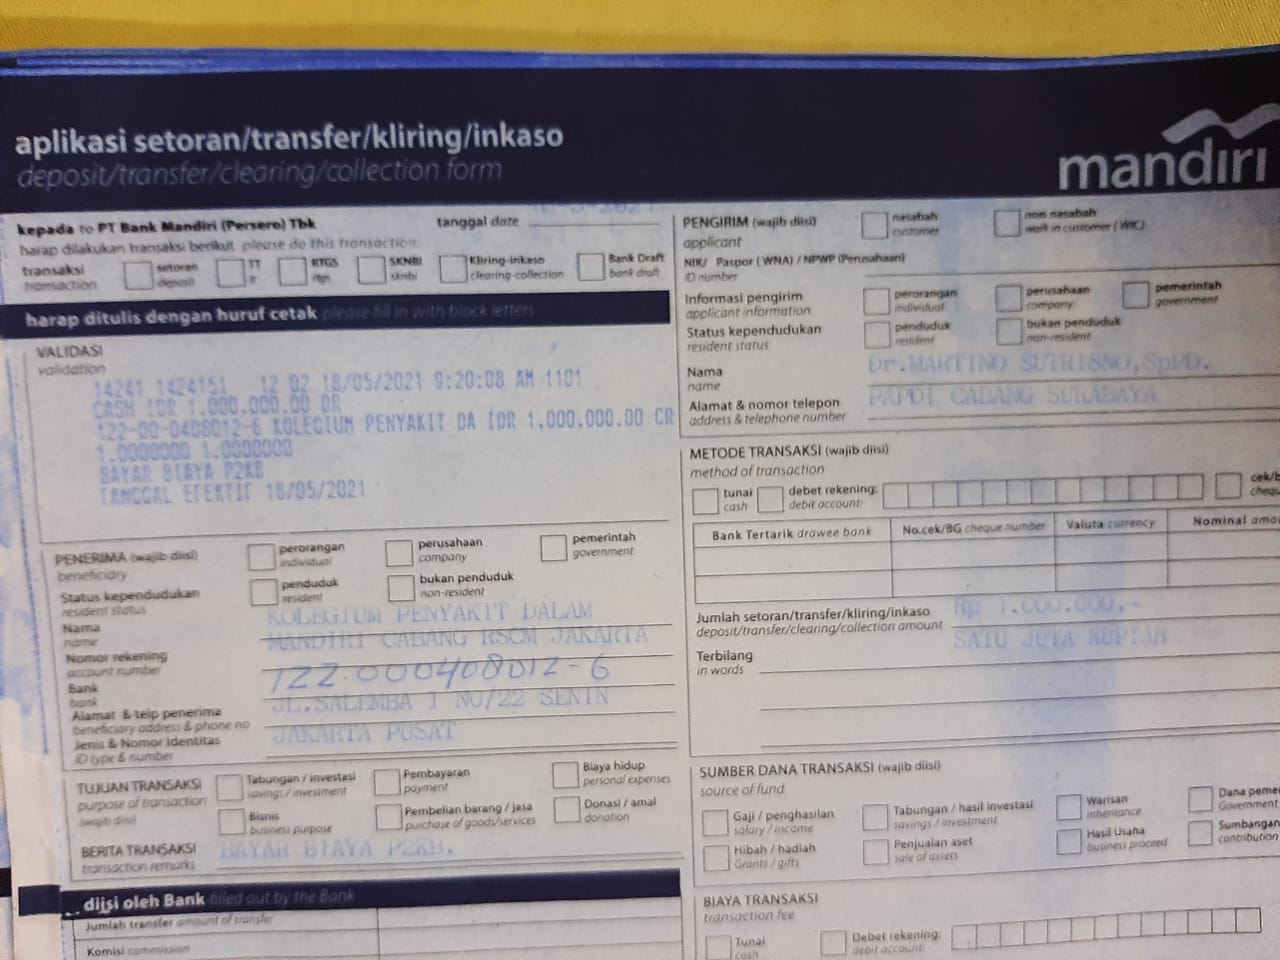 aplikasi setoran/transfer/kliring/inkaso
deposit/transfer/clearing/collection form
mandiri
kepada to PT Bank Mandiri (Persero) Tbk
tanggal date
harap dilakukan transaksi berikut please do this transaction.
transaksi
transaction
setoran
deposit
TT
tt
RTGS
rtgs
SKNBI
sknbi
Kliring-inkaso
clearing-collection
Bank Draft
bank draft
harap ditulis dengan huruf cetak please fill in with block letters
VALIDASI
validation
14241 1424151 12 02 18/05/2021 9:20:08 AM 1101
CASH IDR 1.000.000.00 DR
122-00-0408012-6 KOLEGIUM PENYAKIT DA IDR 1.000.000.00 CR
1.0000000 1.0000000
BAYAR BIAYA P2KB
TANGGAL EFEKTIF 18/05/2021
PENERIMA (wajib diisi)
beneficiary
perorangan
individual
perusahaan
company
pemerintah
government
Status kependudukan
resident status
penduduk
resident
bukan penduduk
non-resident
Nama
name
KOLEGIUM PENYAKIT DALAM
MANDIRI CABANG RSCM JAKARTA
Nomor rekening
account number
122.000408012-6
Bank
bank
JL.SALEMBA I NO/22 SENIN
Alamat & telp penerima
beneficiary address & phone no
JAKARTA PUSAT
Jenis & Nomor Identitas
ID type & number
TUJUAN TRANSAKSI
purpose of transaction
(wajib diisi)
Tabungan / investasi
savings / investment
Pembayaran
payment
Biaya hidup
personal expenses
Bisnis
business purpose
Pembelian barang / jasa
purchase of goods/services
Donasi / amal
donation
BERITA TRANSAKSI
transaction remarks
BAYAR BIAYA P2KB.
diisi oleh Bank filled out by the Bank
Jumlah transfer amount of transfer
Komisi commission
PENGIRIM (wajib diisi)
applicant
nasabah
customer
non nasabah
walk in customer (WIC)
NIK/ Paspor (WNA) / NPWP (Perusahaan)
ID number
Informasi pengirim
applicant information
perorangan
individual
perusahaan
company
pemerintah
government
Status kependudukan
resident status
penduduk
resident
bukan penduduk
non-resident
Nama
name
Dr.MARTINO SUTRISNO,SpPD.
Alamat & nomor telepon
address & telephone number
PAPDI CABANG SURABAYA
METODE TRANSAKSI (wajib diisi)
method of transaction
tunai
cash
debet rekening:
debit account:
Bank Tertarik drawee bank
No.cek/BG cheque number
Valuta currency
Nominal
Jumlah setoran/transfer/kliring/inkaso
deposit/transfer/clearing/collection amount
Rp 1.000.000,-
Terbilang
in words
SATU JUTA RUPIAH
SUMBER DANA TRANSAKSI (wajib diisi)
source of fund
Gaji / penghasilan
salary / income
Tabungan / hasil investasi
savings / investment
Warisan
inheritance
Dana
Government
Hibah / hadiah
Grants / gifts
Penjualan aset
sale of assets
Hasil Usaha
business proceed
Sumbangan
contribution
BIAYA TRANSAKSI
transaction fee
Tunai
cash
Debet rekening:
debit account: